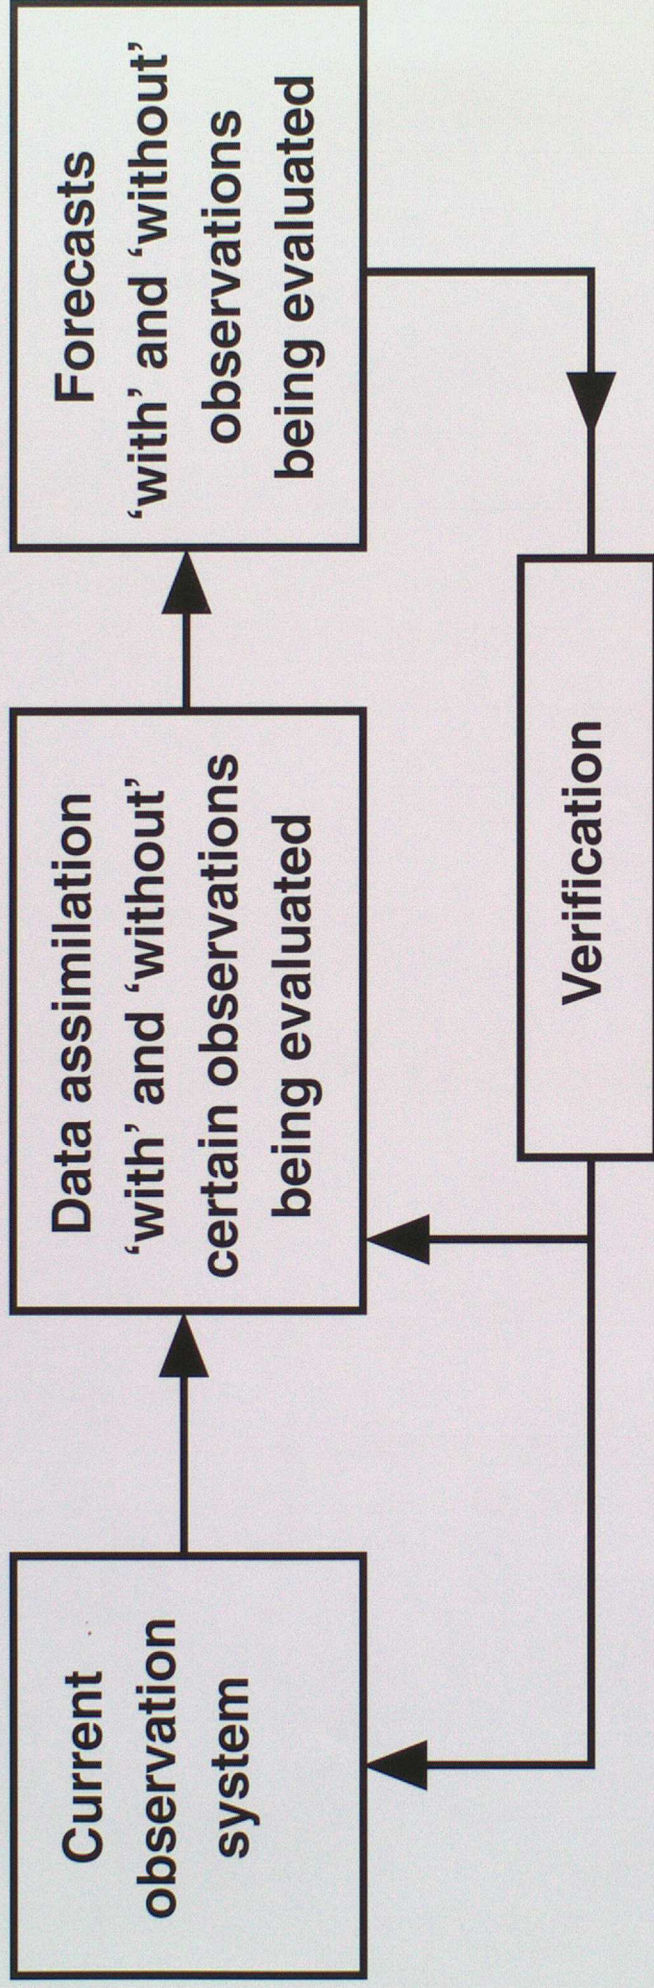 Current
observation
system
Data assimilation
‘with’ and ‘without’
certain observations
being evaluated
Forecasts
‘with’ and ‘without’
observations
being evaluated
Verification